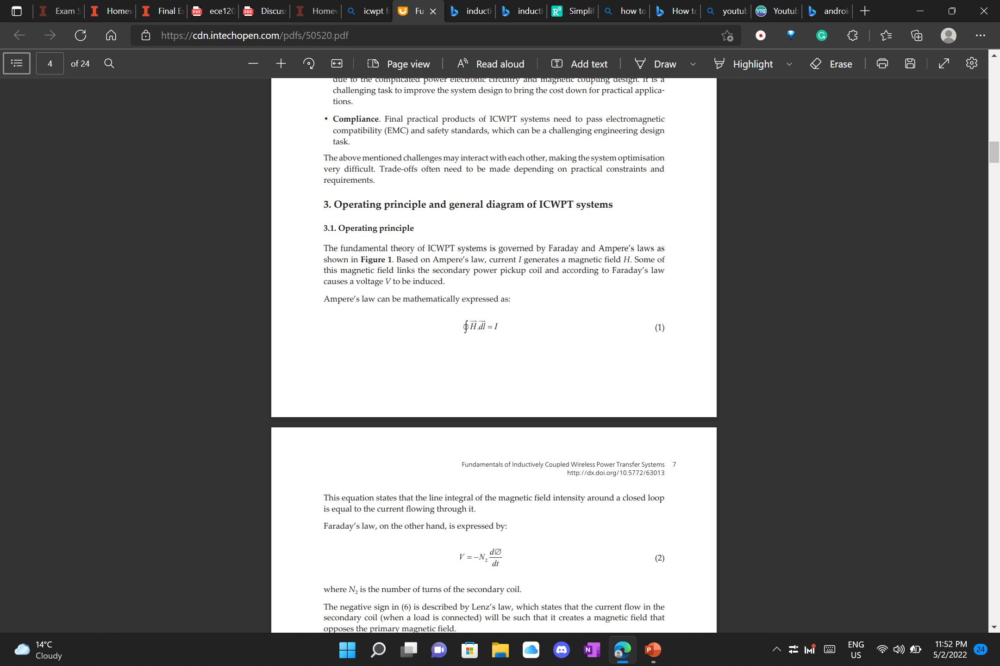 Exam S
Homew
Final E
ece120
Discuss
Homew
icwpt f
Fu
inducti
inducti
Simplif
how to
How to
youtub
Youtub
androi
https://cdn.intechopen.com/pdfs/50520.pdf
4 of 24
Page view
Read aloud
Add text
Draw
Highlight
Erase
due to the complicated power electronic circuitry and magnetic coupling design. It is a
challenging task to improve the system design to bring the cost down for practical applica-
tions.
• Compliance. Final practical products of ICWPT systems need to pass electromagnetic
compatibility (EMC) and safety standards, which can be a challenging engineering design
task.
The above mentioned challenges may interact with each other, making the system optimisation
very difficult. Trade-offs often need to be made depending on practical constraints and
requirements.
3. Operating principle and general diagram of ICWPT systems
3.1. Operating principle
The fundamental theory of ICWPT systems is governed by Faraday and Ampere’s laws as
shown in Figure 1. Based on Ampere’s law, current I generates a magnetic field H. Some of
this magnetic field links the secondary power pickup coil and according to Faraday’s law
causes a voltage V to be induced.
Ampere’s law can be mathematically expressed as:
∮ H⃗.dl⃗ = I (1)
Fundamentals of Inductively Coupled Wireless Power Transfer Systems 7
http://dx.doi.org/10.5772/63013
This equation states that the line integral of the magnetic field intensity around a closed loop
is equal to the current flowing through it.
Faraday’s law, on the other hand, is expressed by:
V = −N₂ d∅/dt (2)
where N₂ is the number of turns of the secondary coil.
The negative sign in (6) is described by Lenz’s law, which states that the current flow in the
secondary coil (when a load is connected) will be such that it creates a magnetic field that
opposes the primary magnetic field.
14°C
Cloudy
ENG
US
11:52 PM
5/2/2022
24